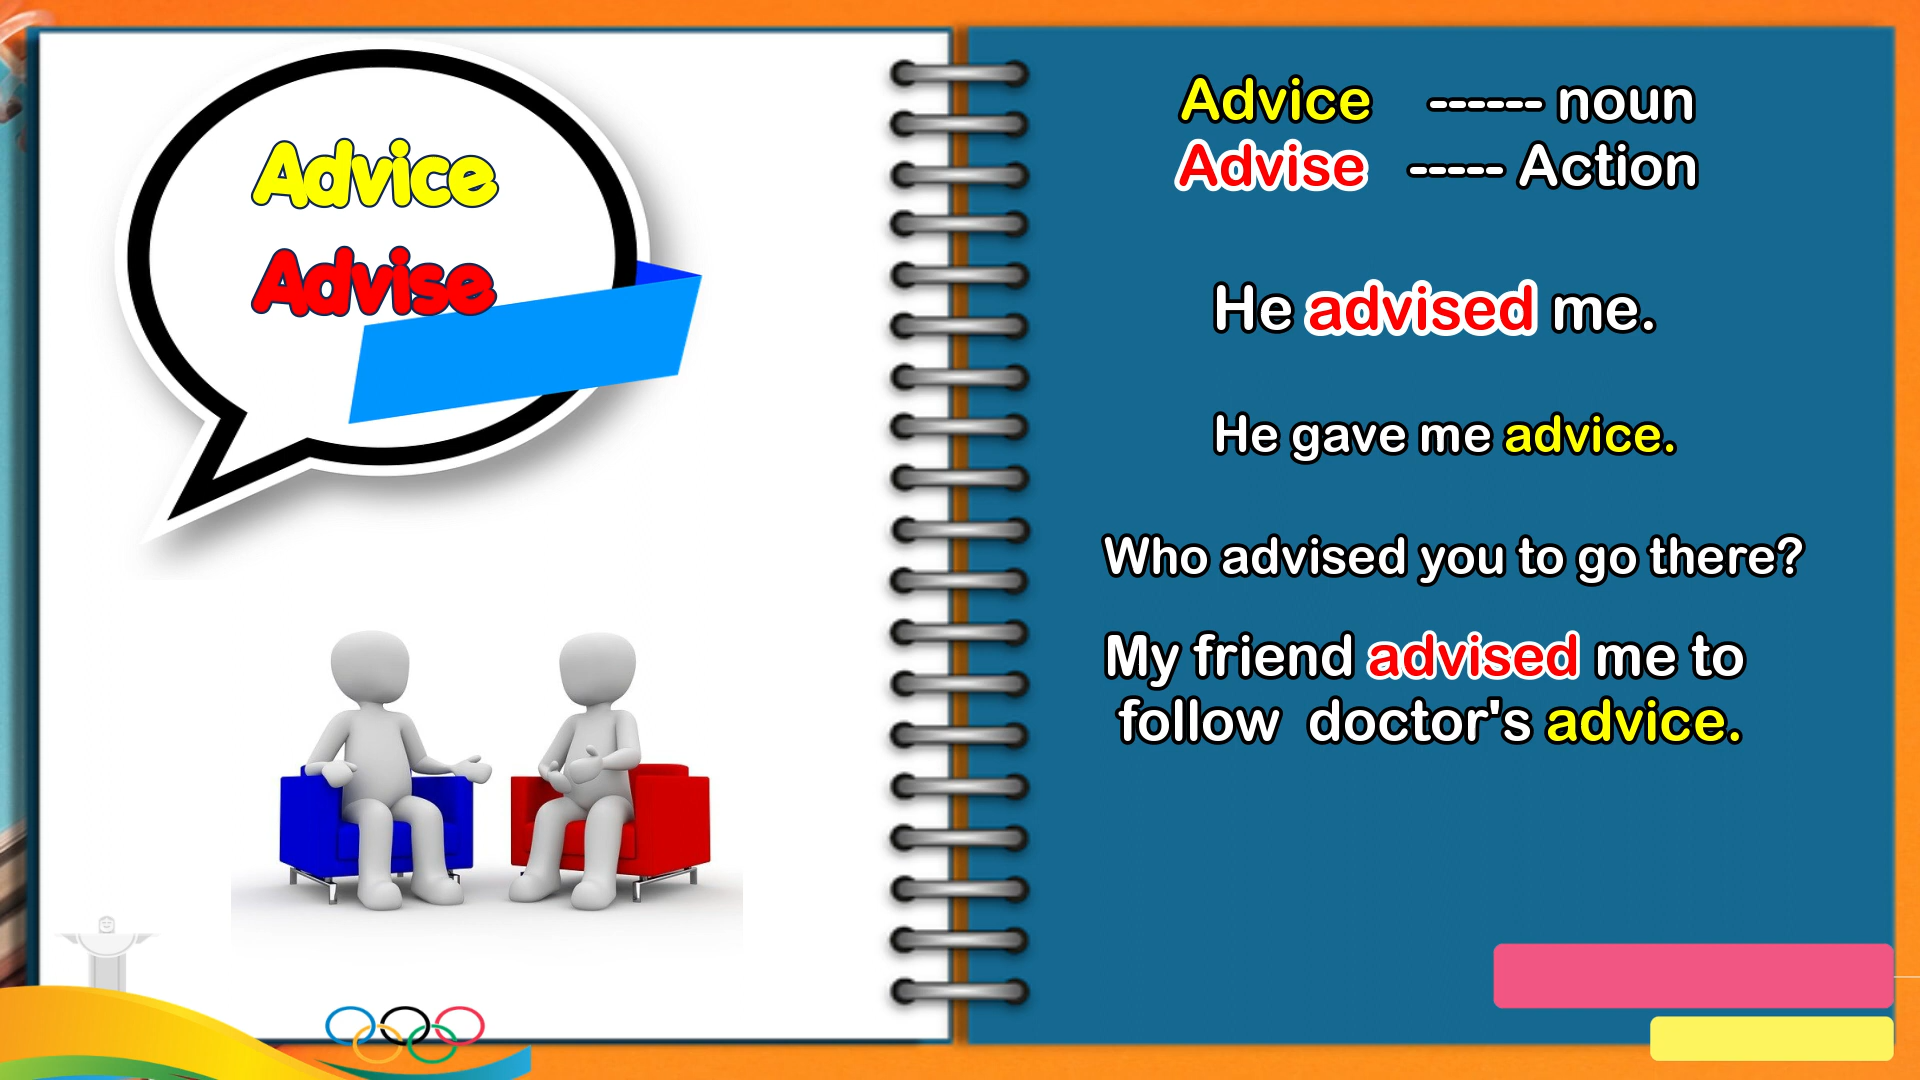 Advice
Advise
Advice ------ noun
Advise ----- Action
He advised me.
He gave me advice.
Who advised you to go there?
My friend advised me to
follow doctor's advice.